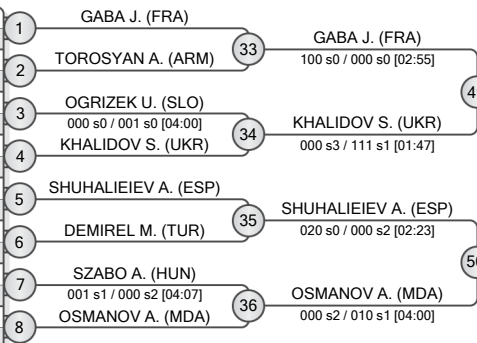 1
GABA J. (FRA)
33
GABA J. (FRA)
100 s0 / 000 s0 [02:55]
2
TOROSYAN A. (ARM)
3
OGRIZEK U. (SLO)
000 s0 / 001 s0 [04:00]
34
KHALIDOV S. (UKR)
000 s3 / 111 s1 [01:47]
4
KHALIDOV S. (UKR)
5
SHUHALIEIEV A. (ESP)
35
SHUHALIEIEV A. (ESP)
020 s0 / 000 s2 [02:23]
6
DEMIREL M. (TUR)
7
SZABO A. (HUN)
001 s1 / 000 s2 [04:07]
36
OSMANOV A. (MDA)
000 s2 / 010 s1 [04:00]
8
OSMANOV A. (MDA)